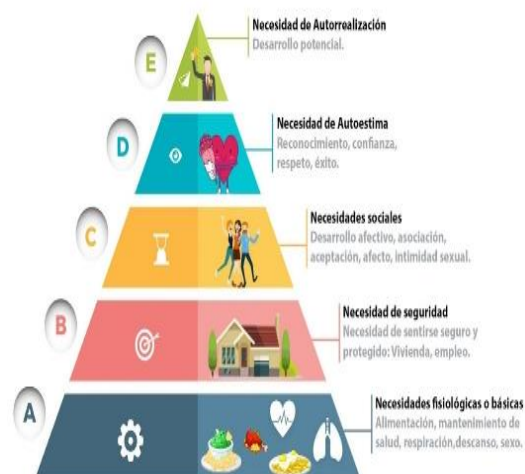 E
Necesidad de Autorrealización
Desarrollo potencial.
D
Necesidad de Autoestima
Reconocimiento, confianza,
respeto, éxito.
C
Necesidades sociales
Desarrollo afectivo, asociación,
aceptación, afecto, intimidad sexual.
B
Necesidad de seguridad
Necesidad de sentirse seguro y
protegido: Vivienda, empleo.
A
Necesidades fisiológicas o básicas
Alimentación, mantenimiento de
salud, respiración,descanso, sexo.